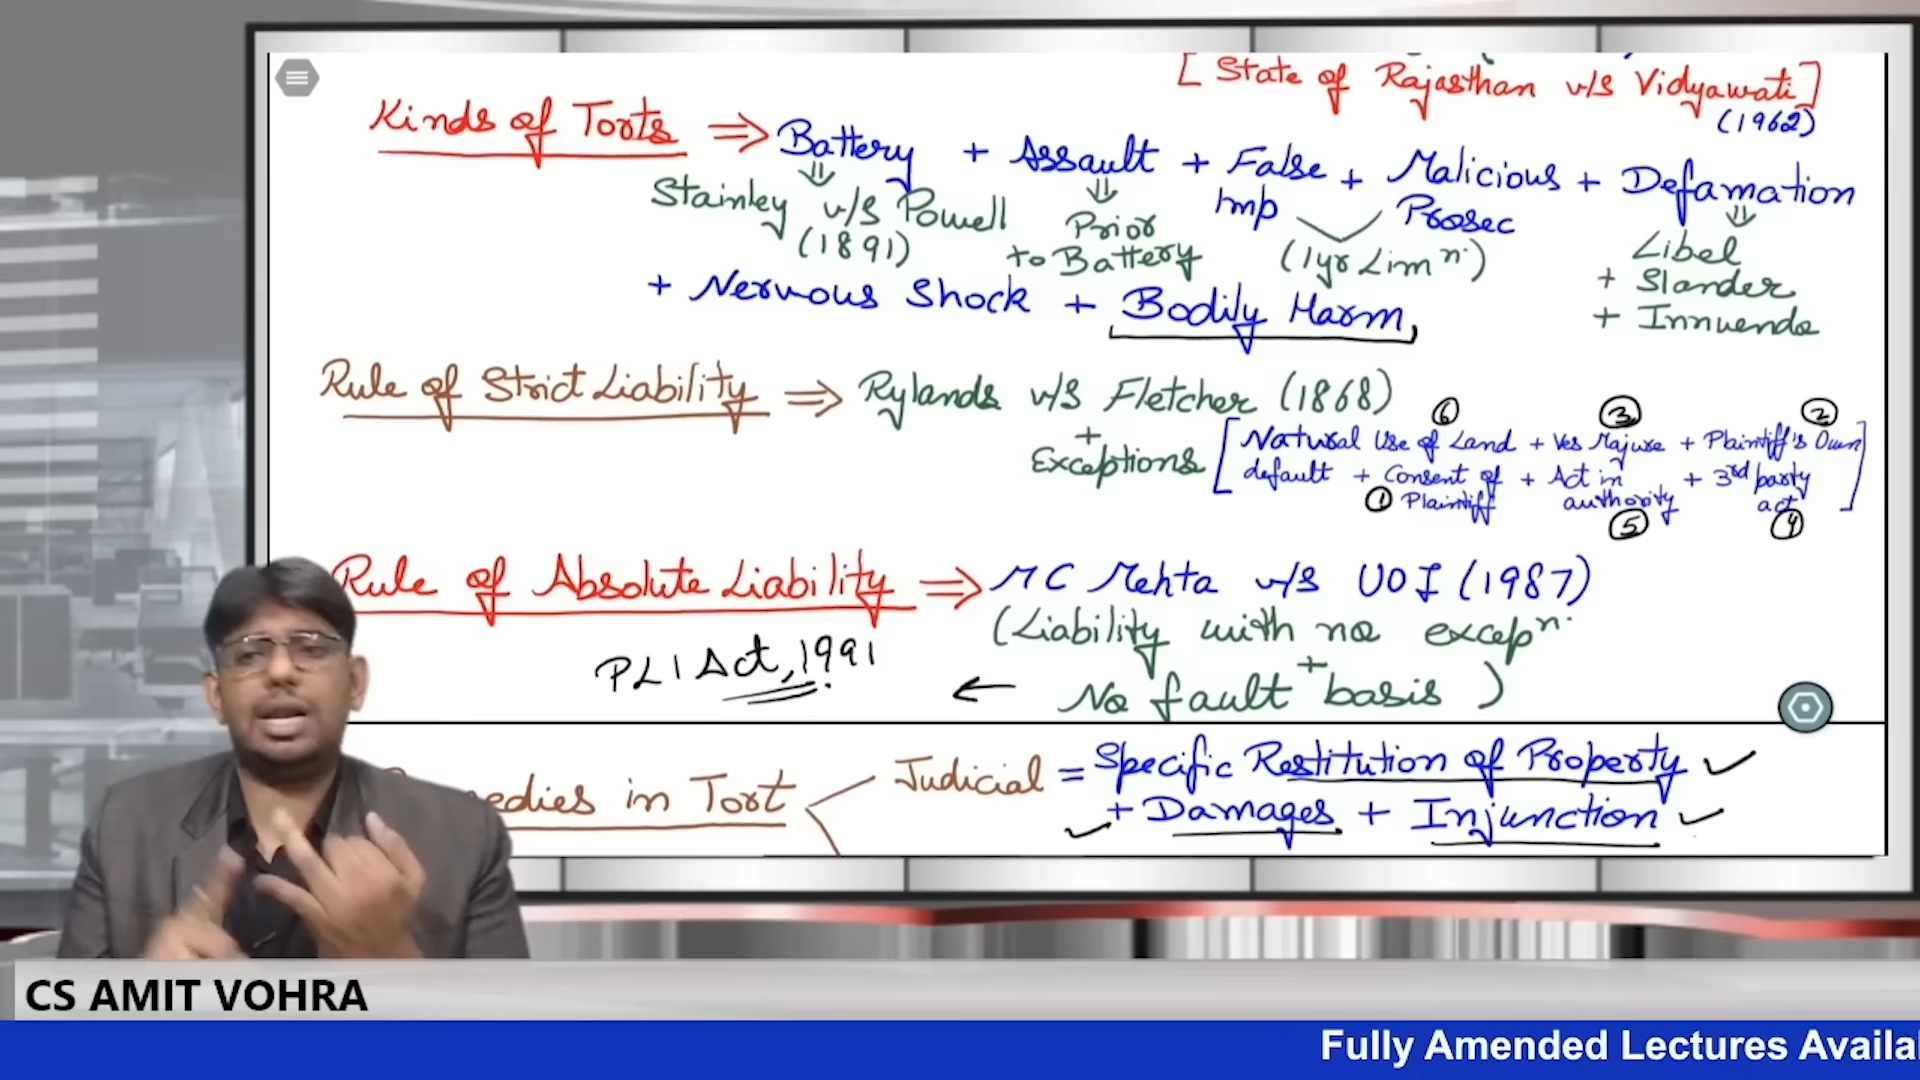 [State of Rajasthan v/s Vidyawati]
(1962)
Kinds of Torts ⇒ Battery + Assault + False Imp + Malicious Prosec + Defamation
Stainley v/s Powell (1891)
Prior to Battery
(1yr Limⁿ.)
Libel
+ Slander
+ Innuendo
+ Nervous Shock + Bodily Harm
Rule of Strict Liability ⇒ Rylands v/s Fletcher (1868)
+
Exceptions
[Natural Use of Land + Ves Majure + Plaintiff's Own
default + Consent of Plaintiff + Act in authority + 3rd party act]
6 3 2
1 5 4
Rule of Absolute Liability ⇒ MC Mehta v/s UOI (1987)
(Liability with no excepⁿ.
+
No fault basis)
← PLI Act, 1991
edies in Tort
Judicial = Specific Restitution of Property ✓
✓ + Damages + Injunction ✓
CS AMIT VOHRA
Fully Amended Lectures Availa